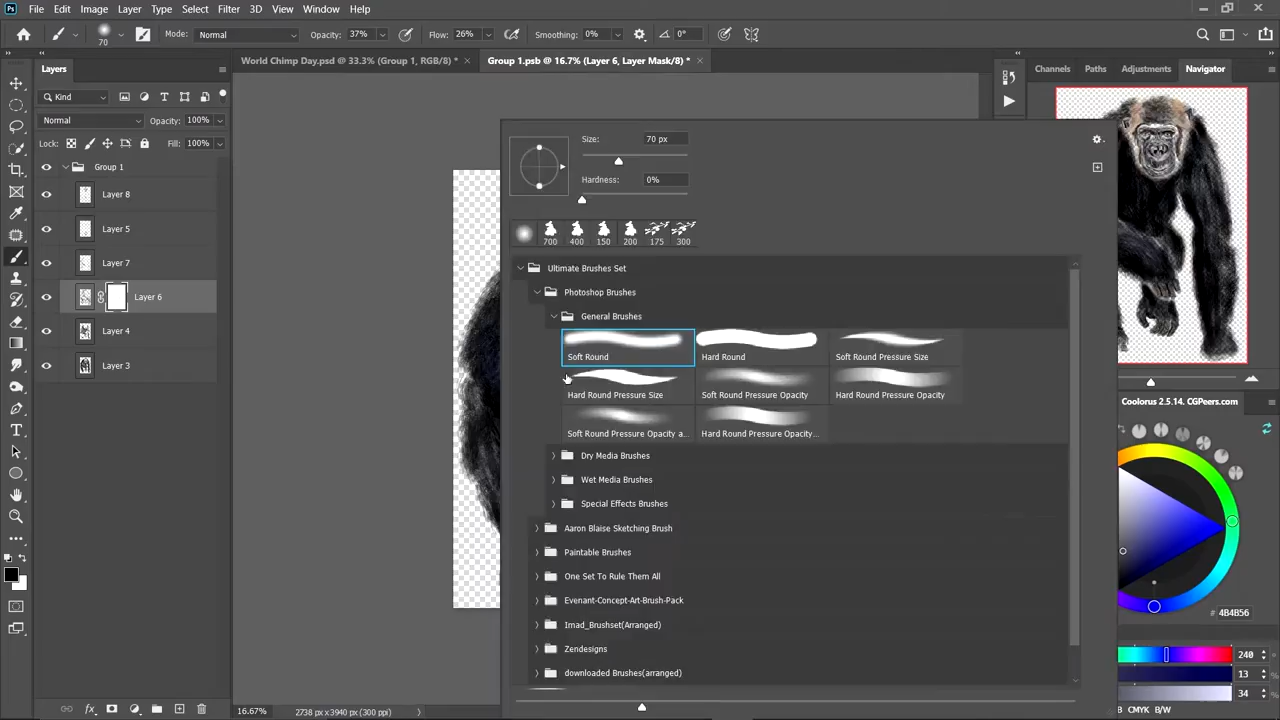 Ps File Edit Image Layer Type Select Filter 3D View Window Help
70 Mode: Normal Opacity: 37% Flow: 26% Smoothing: 0% 0°
World Chimp Day.psd @ 33.3% (Group 1, RGB/8) * × Group 1.psb @ 16.7% (Layer 6, Layer Mask/8) * ×
Layers
Kind
Normal Opacity: 100%
Lock: Fill: 100%
Group 1
Layer 8
Layer 5
Layer 7
Layer 6
Layer 4
Layer 3
Size: 70 px
Hardness: 0%
700 400 150 200 175 300
Ultimate Brushes Set
Photoshop Brushes
General Brushes
Soft Round Hard Round Soft Round Pressure Size
Hard Round Pressure Size Soft Round Pressure Opacity Hard Round Pressure Opacity
Soft Round Pressure Opacity a... Hard Round Pressure Opacity...
Dry Media Brushes
Wet Media Brushes
Special Effects Brushes
Aaron Blaise Sketching Brush
Paintable Brushes
One Set To Rule Them All
Evenant-Concept-Art-Brush-Pack
Imad_Brushset(Arranged)
Zendesigns
downloaded Brushes(arranged)
Channels Paths Adjustments Navigator
Coolorus 2.5.14. CGPeers.com
# 4B4B56
240
13
34
B CMYK B/W
16.67% 2738 px x 3940 px (300 ppi)